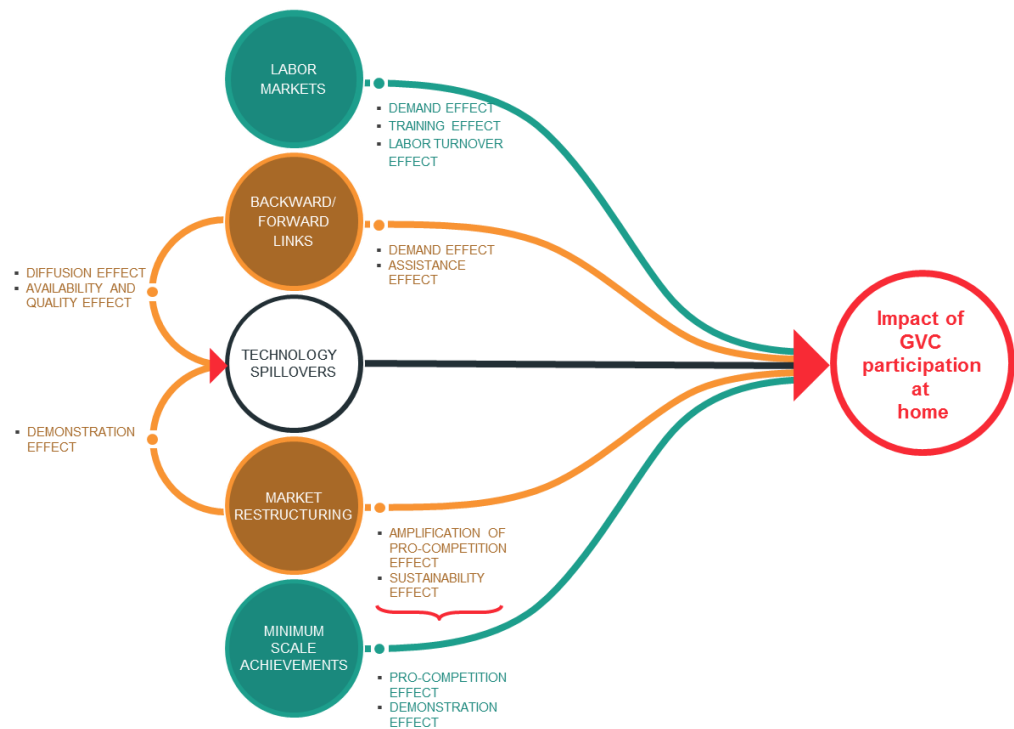 LABOR
MARKETS
▪ DEMAND EFFECT
▪ TRAINING EFFECT
▪ LABOR TURNOVER
EFFECT
BACKWARD/
FORWARD
LINKS
▪ DEMAND EFFECT
▪ ASSISTANCE
EFFECT
▪ DIFFUSION EFFECT
▪ AVAILABILITY AND
QUALITY EFFECT
TECHNOLOGY
SPILLOVERS
Impact of
GVC
participation
at
home
▪ DEMONSTRATION
EFFECT
MARKET
RESTRUCTURING
▪ AMPLIFICATION OF
PRO-COMPETITION
EFFECT
▪ SUSTAINABILITY
EFFECT
MINIMUM
SCALE
ACHIEVEMENTS
▪ PRO-COMPETITION
EFFECT
▪ DEMONSTRATION
EFFECT